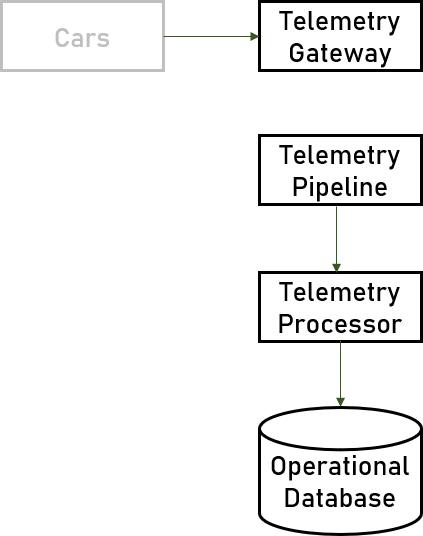 Cars
Telemetry
Gateway
Telemetry
Pipeline
Telemetry
Processor
Operational
Database